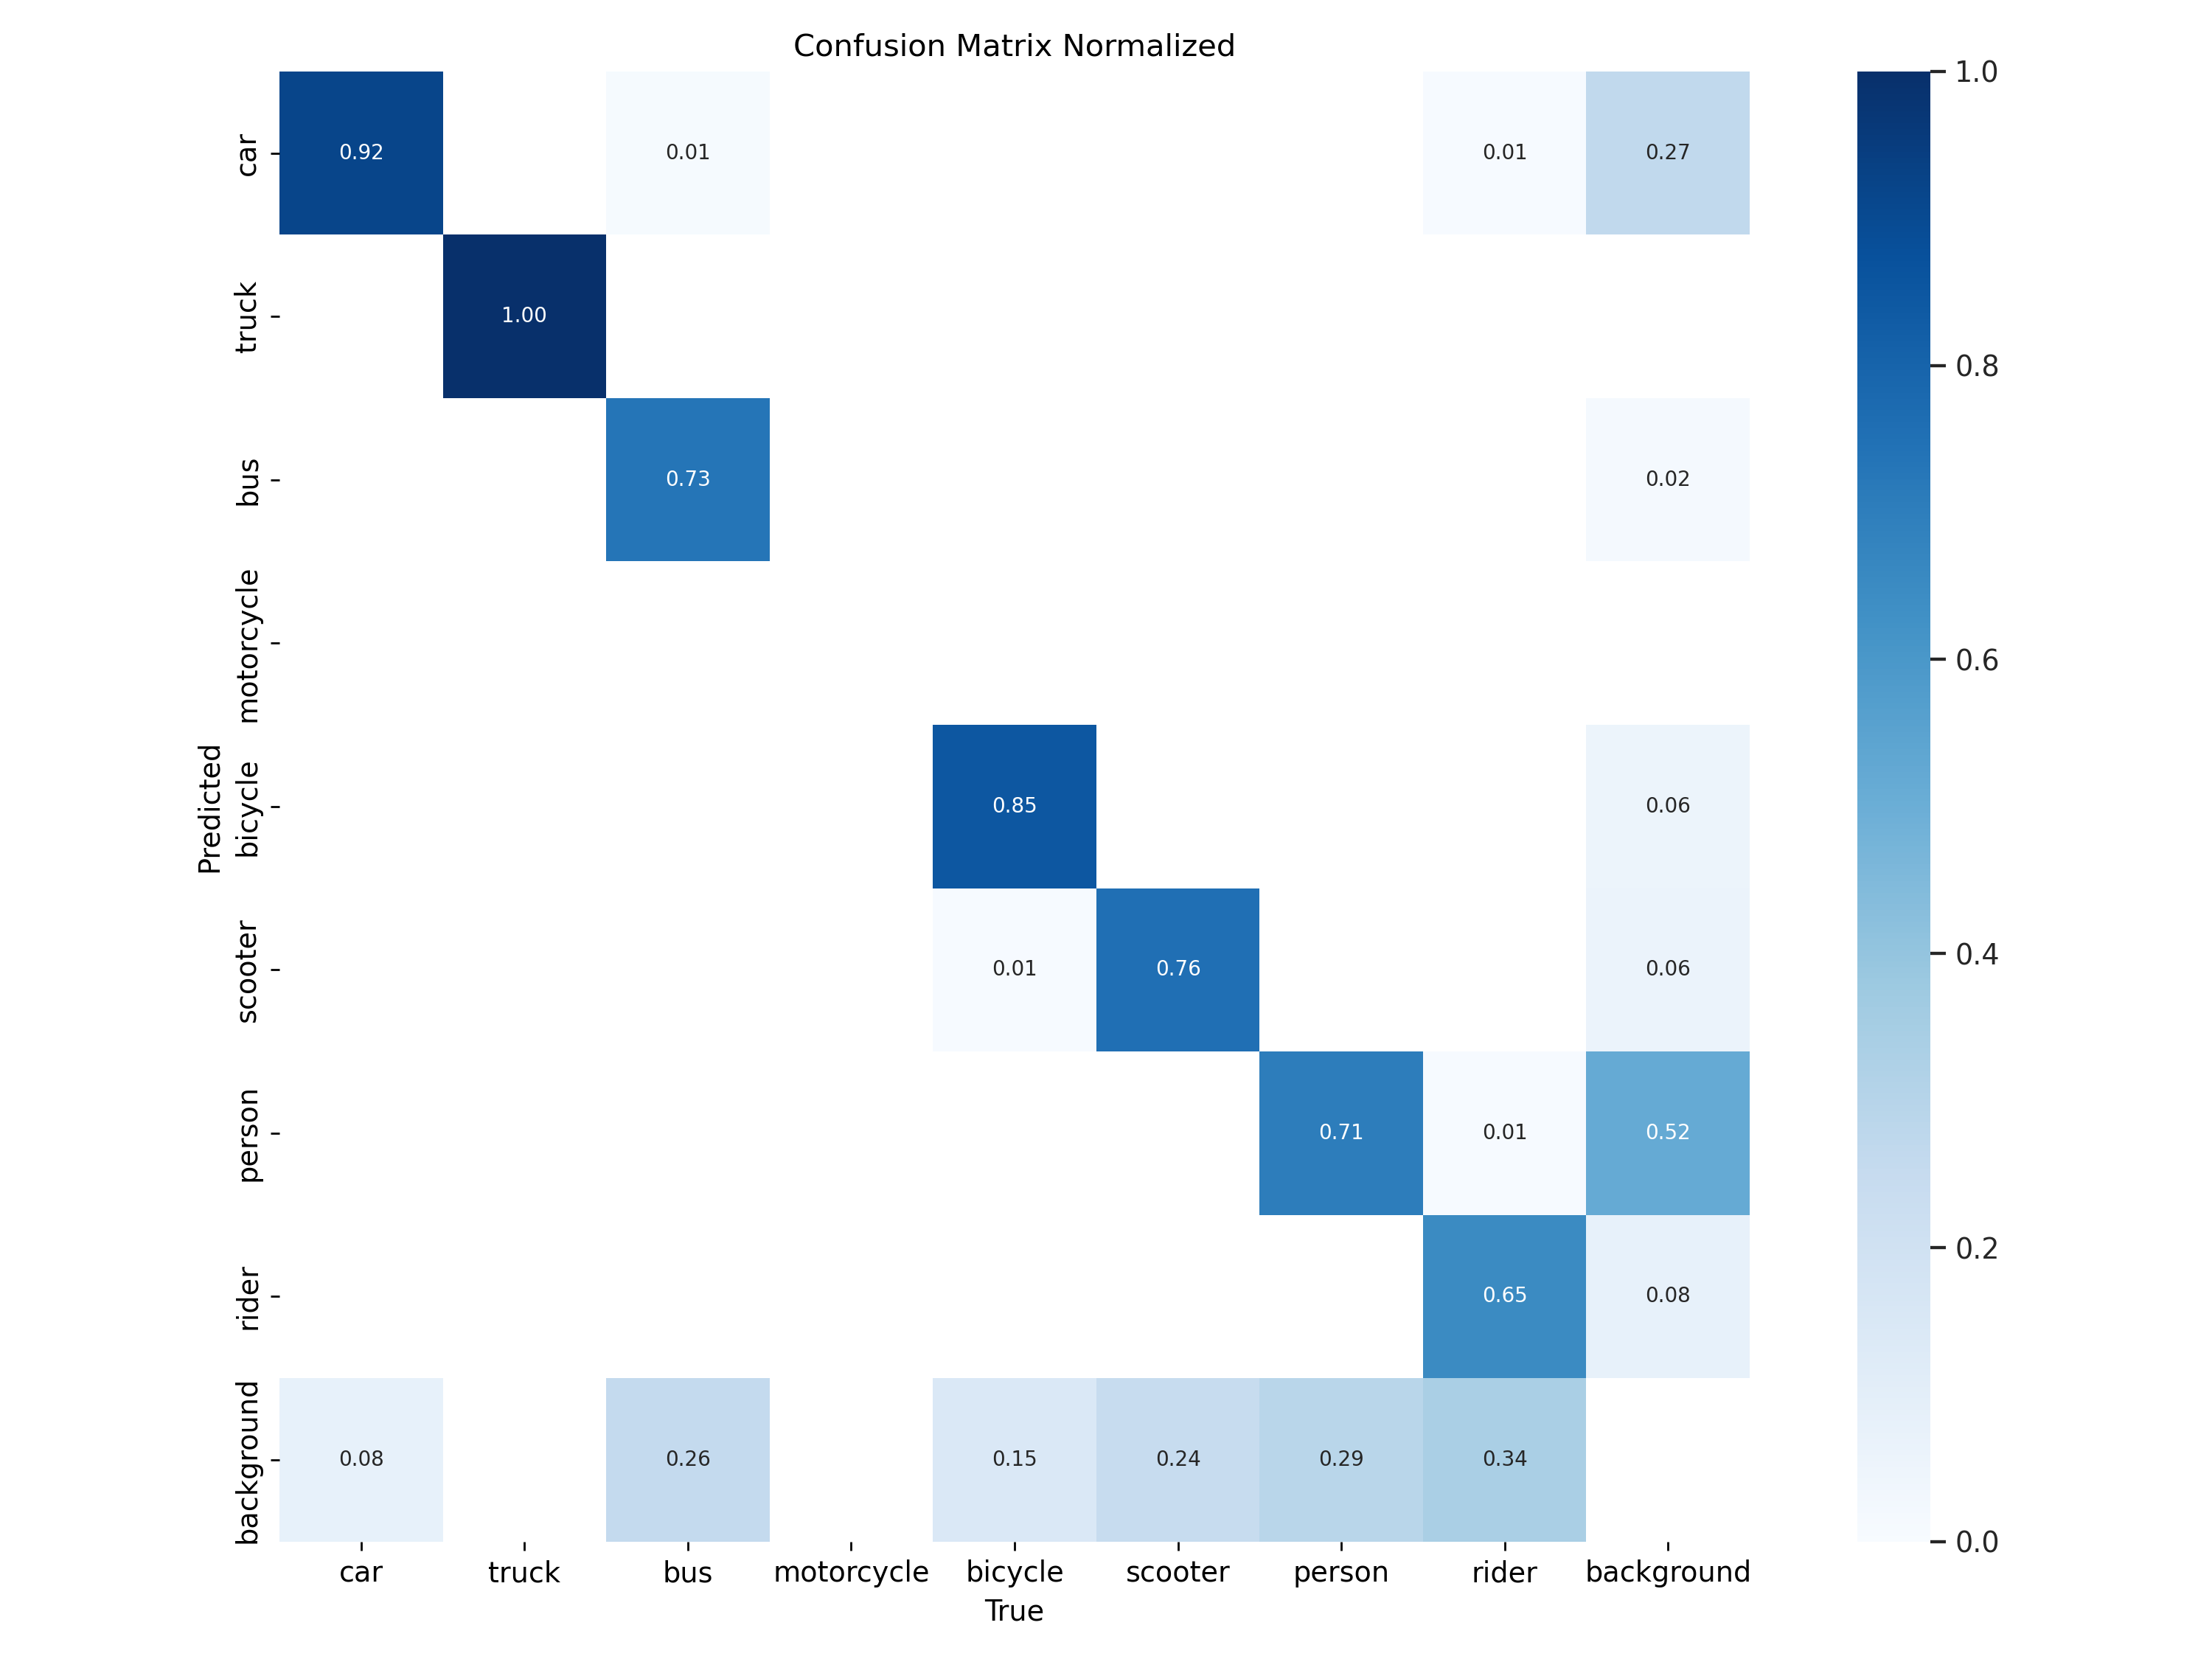 Confusion Matrix Normalized
car
0.92
0.01
0.01
0.27
1.0
truck
1.00
0.8
bus
0.73
0.02
motorcycle
0.6
Predicted
bicycle
0.85
0.06
scooter
0.01
0.76
0.06
0.4
person
0.71
0.01
0.52
rider
0.65
0.08
0.2
background
0.08
0.26
0.15
0.24
0.29
0.34
0.0
car truck bus motorcycle bicycle scooter person rider background
True